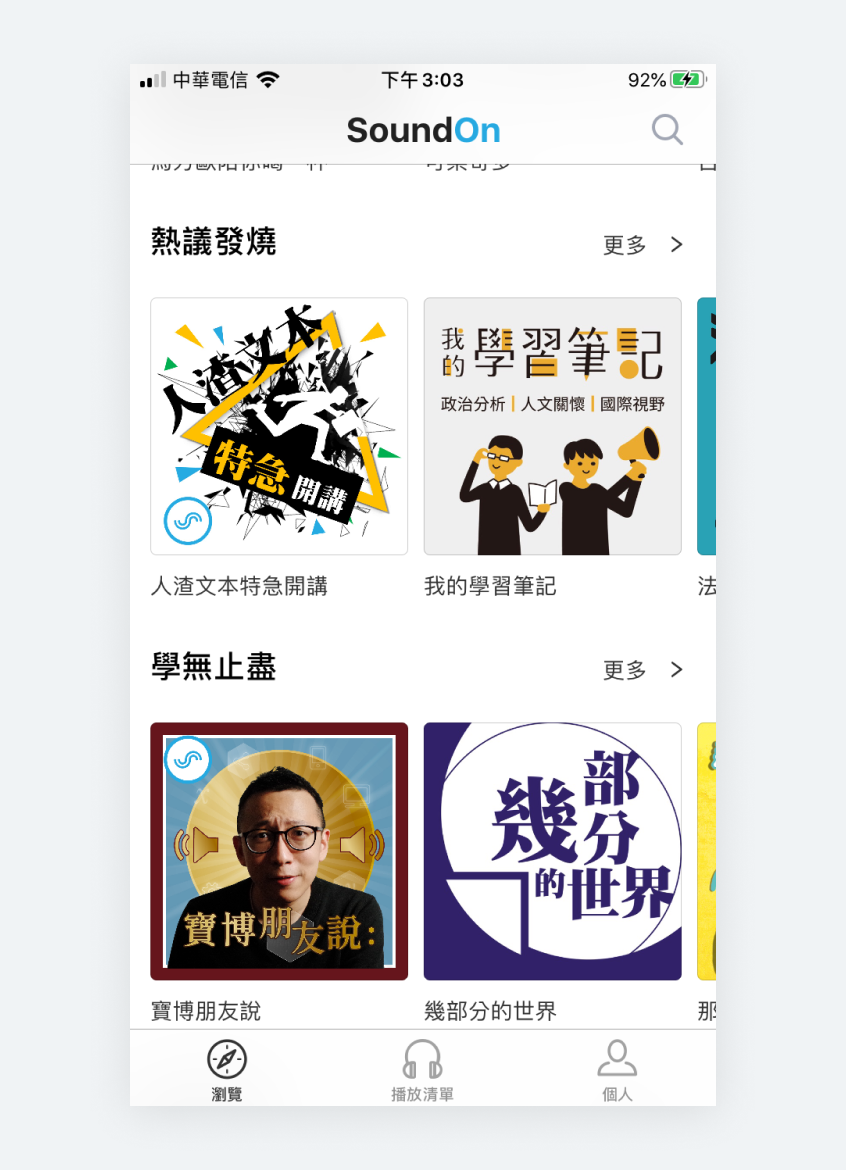 中華電信 下午3:03 92%
SoundOn
熱議發燒 更多
人渣文本
特急開講
我的學習筆記
政治分析|人文關懷|國際視野
人渣文本特急開講 我的學習筆記 法
學無止盡 更多
寶博朋友說:
幾部分的世界
寶博朋友說 幾部分的世界 那
瀏覽 播放清單 個人